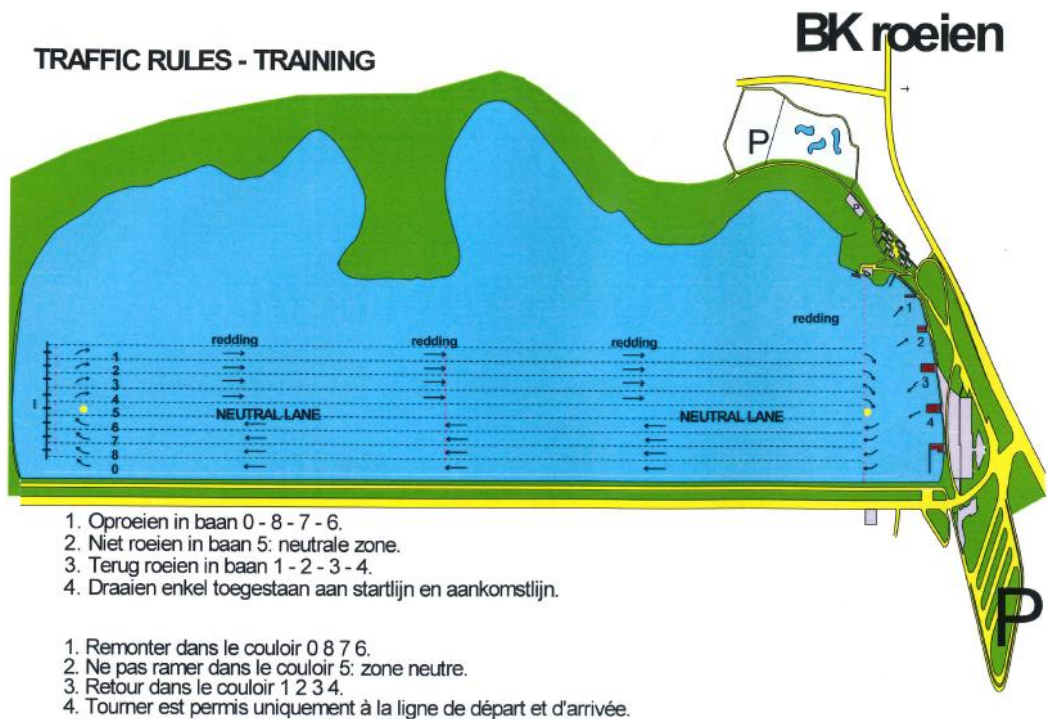 BK roeien
TRAFFIC RULES - TRAINING
P
redding
redding redding redding
1
2
3
4
5
6
7
8
0
NEUTRAL LANE NEUTRAL LANE
1
2
3
4
1. Oproeien in baan 0 - 8 - 7 - 6.
2. Niet roeien in baan 5: neutrale zone.
3. Terug roeien in baan 1 - 2 - 3 - 4.
4. Draaien enkel toegestaan aan startlijn en aankomstlijn.
P
1. Remonter dans le couloir 0 8 7 6.
2. Ne pas ramer dans le couloir 5: zone neutre.
3. Retour dans le couloir 1 2 3 4.
4. Tourner est permis uniquement à la ligne de départ et d'arrivée.